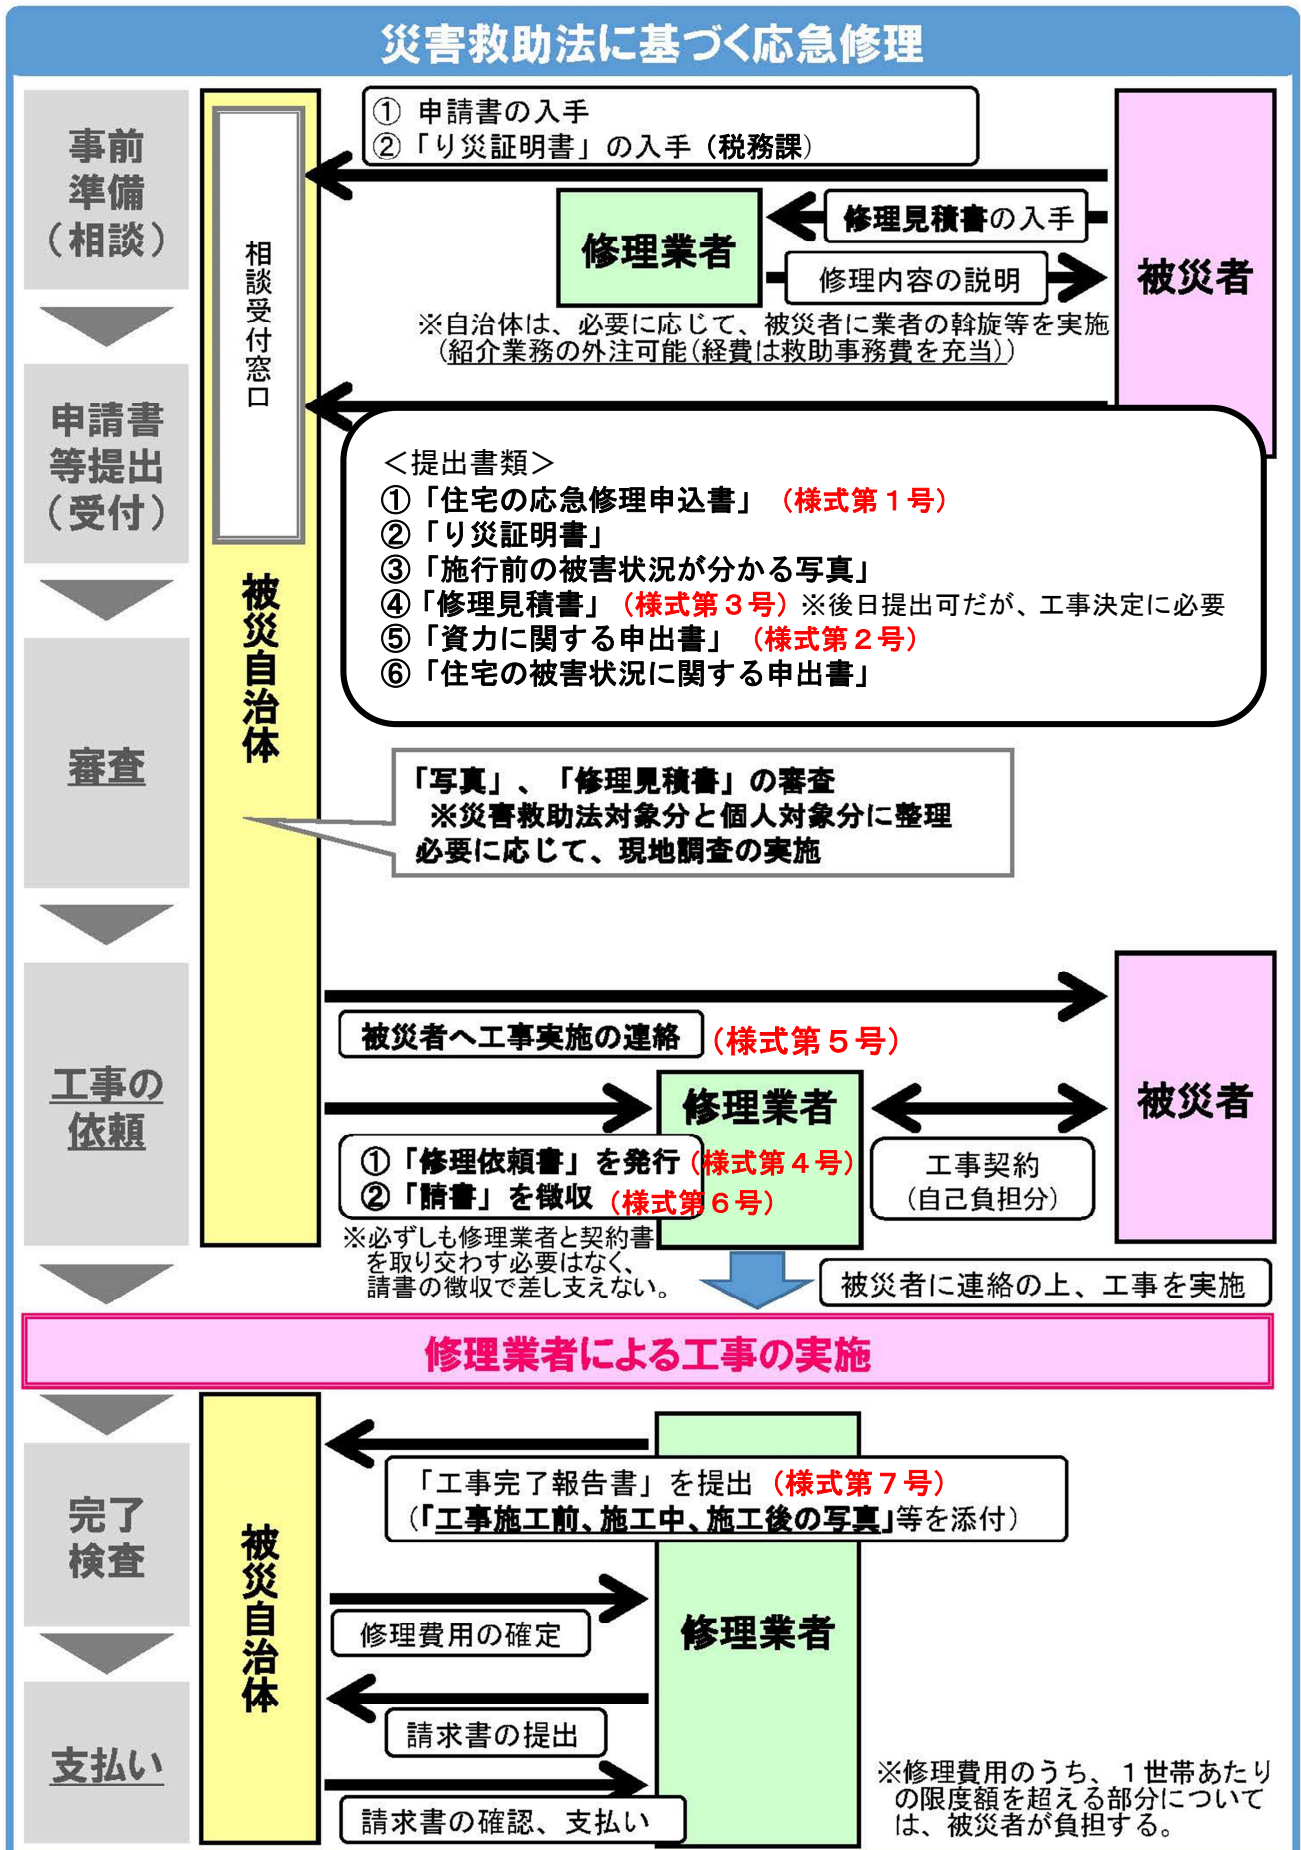 災害救助法に基づく応急修理
事前
準備
（相談）
① 申請書の入手
②「り災証明書」の入手（税務課）
修理見積書の入手
修理業者
修理内容の説明
被災者
相談受付窓口
※自治体は、必要に応じて、被災者に業者の斡旋等を実施
（紹介業務の外注可能（経費は救助事務費を充当））
申請書
等提出
（受付）
＜提出書類＞
①「住宅の応急修理申込書」（様式第１号）
②「り災証明書」
③「施行前の被害状況が分かる写真」
④「修理見積書」（様式第３号）※後日提出可だが、工事決定に必要
⑤「資力に関する申出書」（様式第２号）
⑥「住宅の被害状況に関する申出書」
被災自治体
審査
「写真」、「修理見積書」の審査
※災害救助法対象分と個人対象分に整理
必要に応じて、現地調査の実施
工事の
依頼
被災者へ工事実施の連絡（様式第５号）
被災者
修理業者
①「修理依頼書」を発行（様式第４号）
②「請書」を徴収（様式第６号）
工事契約
（自己負担分）
※必ずしも修理業者と契約書
を取り交わす必要はなく、
請書の徴収で差し支えない。
被災者に連絡の上、工事を実施
修理業者による工事の実施
完了
検査
被災自治体
「工事完了報告書」を提出（様式第７号）
（「工事施工前、施工中、施工後の写真」等を添付）
修理費用の確定
修理業者
請求書の提出
支払い
請求書の確認、支払い
※修理費用のうち、１世帯あたり
の限度額を超える部分について
は、被災者が負担する。